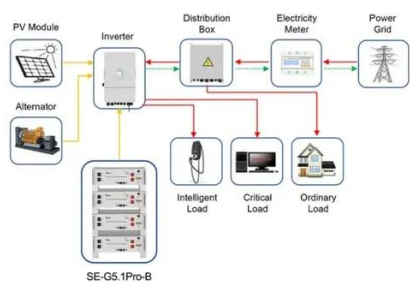 PV Module
Inverter
Distribution
Box
Electricity
Meter
Power
Grid
Alternator
Intelligent
Load
Critical
Load
Ordinary
Load
SE-G5.1Pro-B